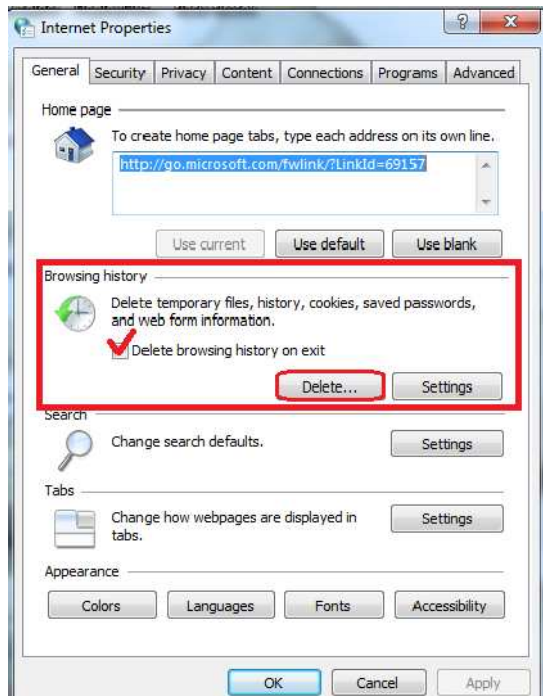 Internet Properties
General Security Privacy Content Connections Programs Advanced
Home page
To create home page tabs, type each address on its own line.
http://go.microsoft.com/fwlink/?LinkId=69157
Use current Use default Use blank
Browsing history
Delete temporary files, history, cookies, saved passwords,
and web form information.
Delete browsing history on exit
Delete... Settings
Search
Change search defaults.
Settings
Tabs
Change how webpages are displayed in
tabs.
Settings
Appearance
Colors Languages Fonts Accessibility
OK Cancel Apply